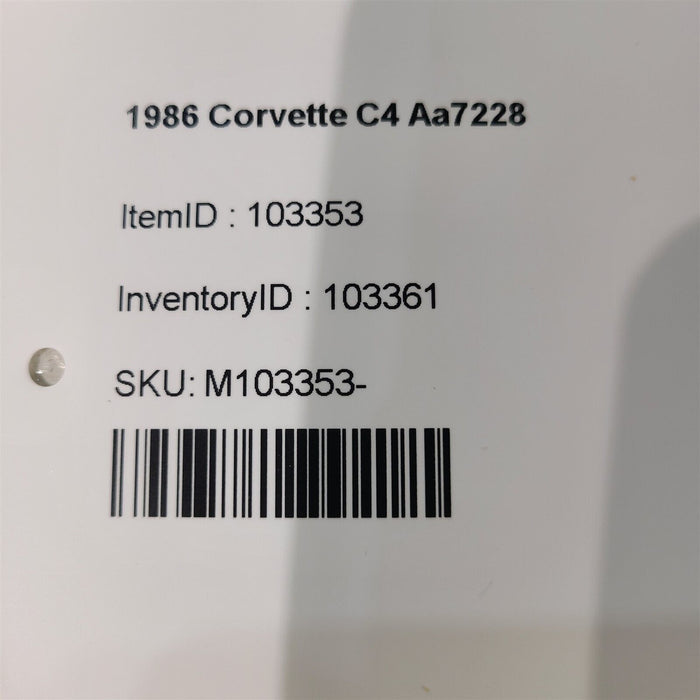 1986 Corvette C4 Aa7228
ItemID : 103353
InventoryID : 103361
SKU: M103353-